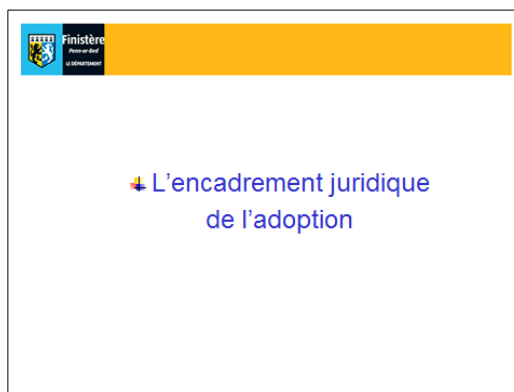 Finistère
Penn-ar-Bed
LE DÉPARTEMENT
L'encadrement juridique
de l'adoption